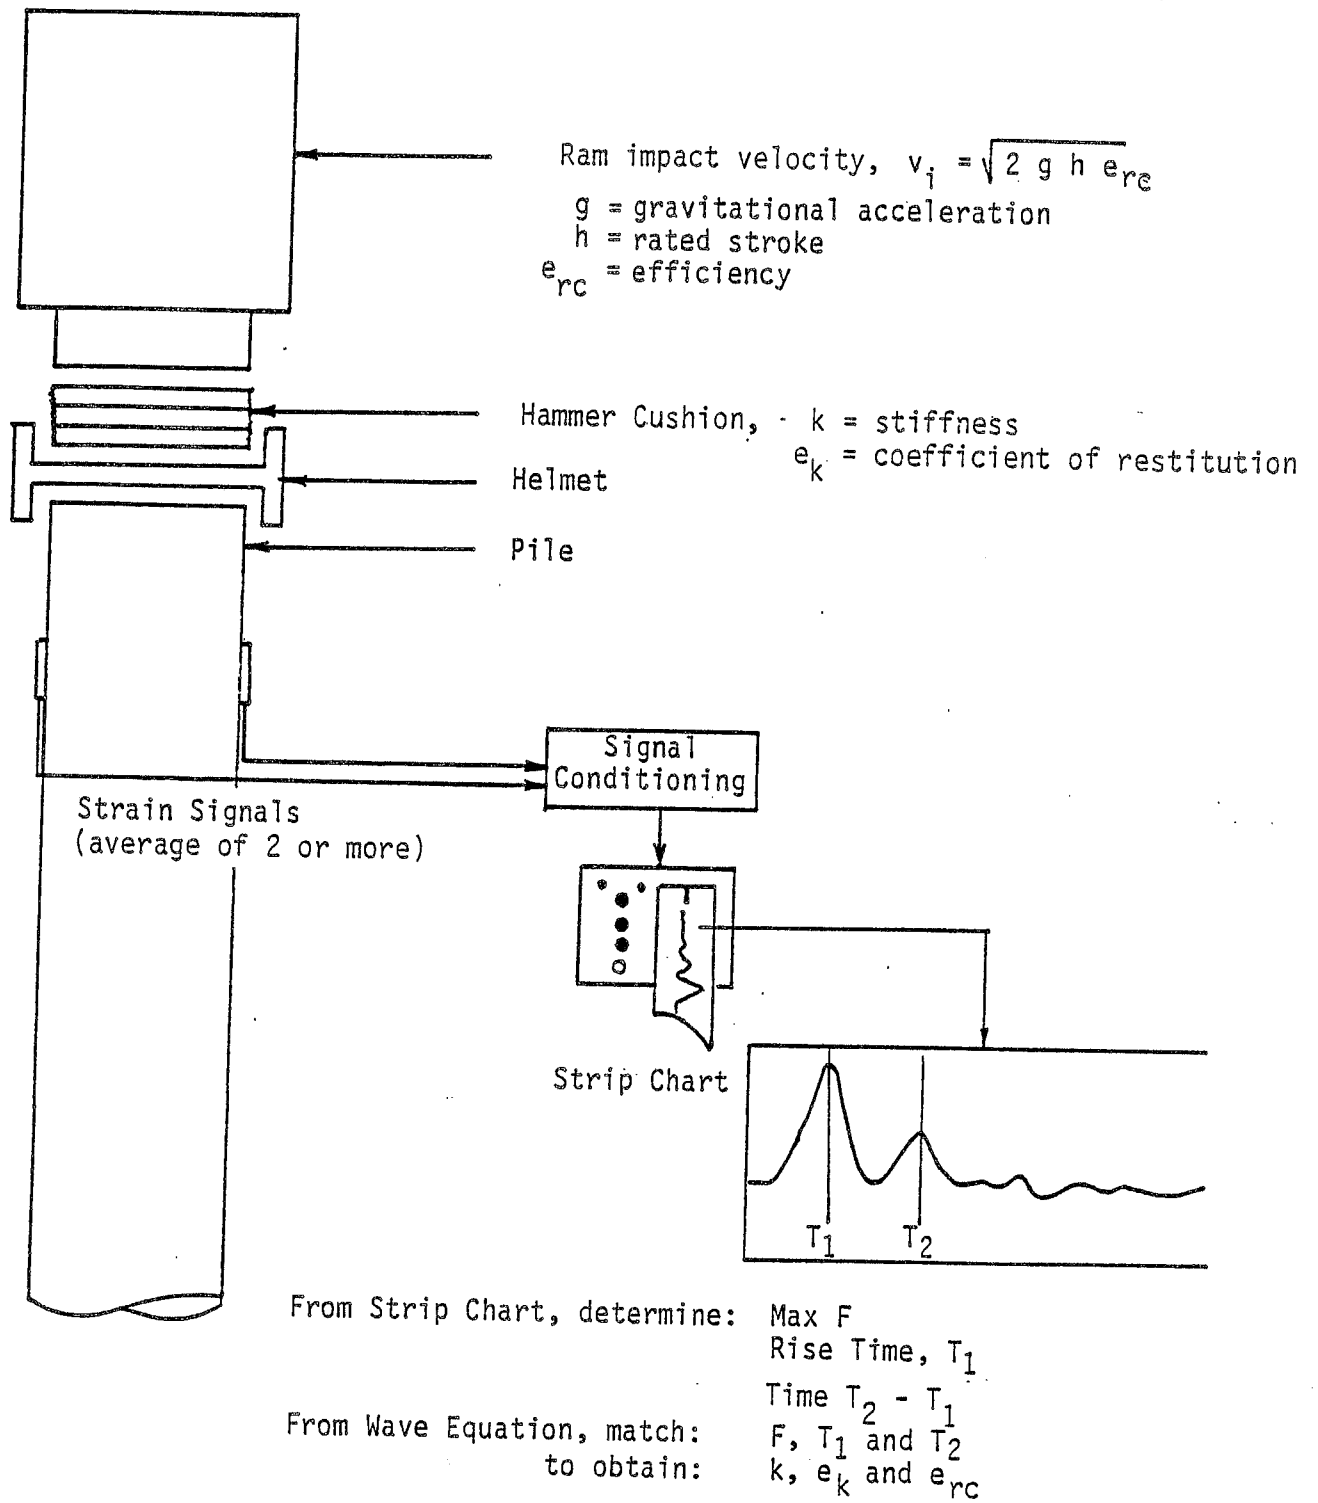 Ram impact velocity, v_i = √2 g h e_rc
g = gravitational acceleration
h = rated stroke
e_rc = efficiency
Hammer Cushion, k = stiffness
e_k = coefficient of restitution
Helmet
Pile
Signal
Conditioning
Strain Signals
(average of 2 or more)
Strip Chart
T_1 T_2
From Strip Chart, determine: Max F
Rise Time, T_1
Time T_2 - T_1
From Wave Equation, match: F, T_1 and T_2
to obtain: k, e_k and e_rc